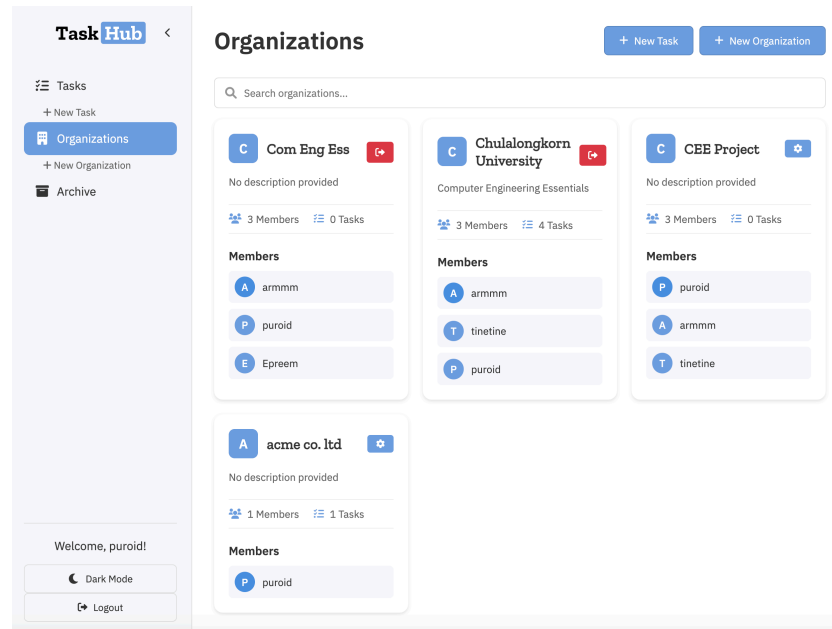 Task Hub
Tasks
+ New Task
Organizations
+ New Organization
Archive
Welcome, puroid!
Dark Mode
Logout
Organizations
+ New Task
+ New Organization
Search organizations...
C
Com Eng Ess
No description provided
3 Members
0 Tasks
Members
A armmm
P puroid
E Epreem
C
Chulalongkorn
University
Computer Engineering Essentials
3 Members
4 Tasks
Members
A armmm
T tinetine
P puroid
C
CEE Project
No description provided
3 Members
0 Tasks
Members
P puroid
A armmm
T tinetine
A
acme co. ltd
No description provided
1 Members
1 Tasks
Members
P puroid